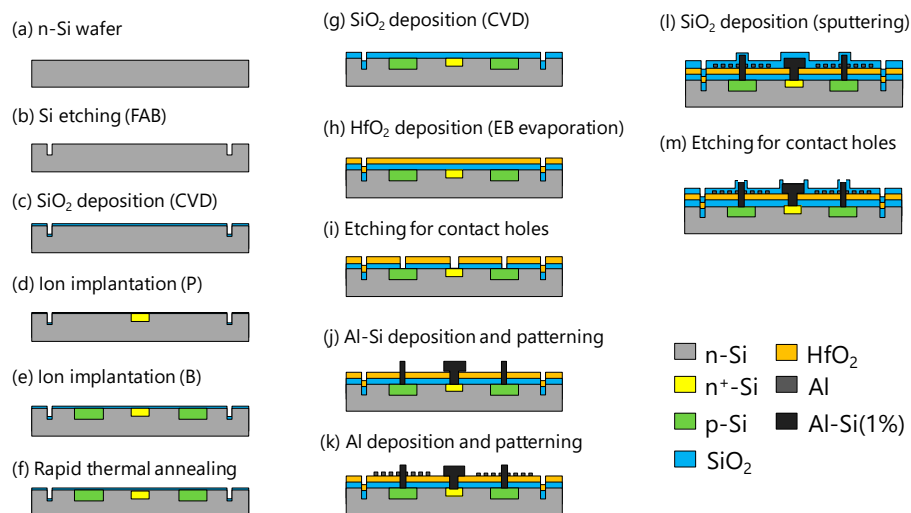 (a) n-Si wafer
(b) Si etching (FAB)
(c) SiO₂ deposition (CVD)
(d) Ion implantation (P)
(e) Ion implantation (B)
(f) Rapid thermal annealing
(g) SiO₂ deposition (CVD)
(h) HfO₂ deposition (EB evaporation)
(i) Etching for contact holes
(j) Al-Si deposition and patterning
(k) Al deposition and patterning
(l) SiO₂ deposition (sputtering)
(m) Etching for contact holes
n-Si
n⁺-Si
p-Si
SiO₂
HfO₂
Al
Al-Si(1%)